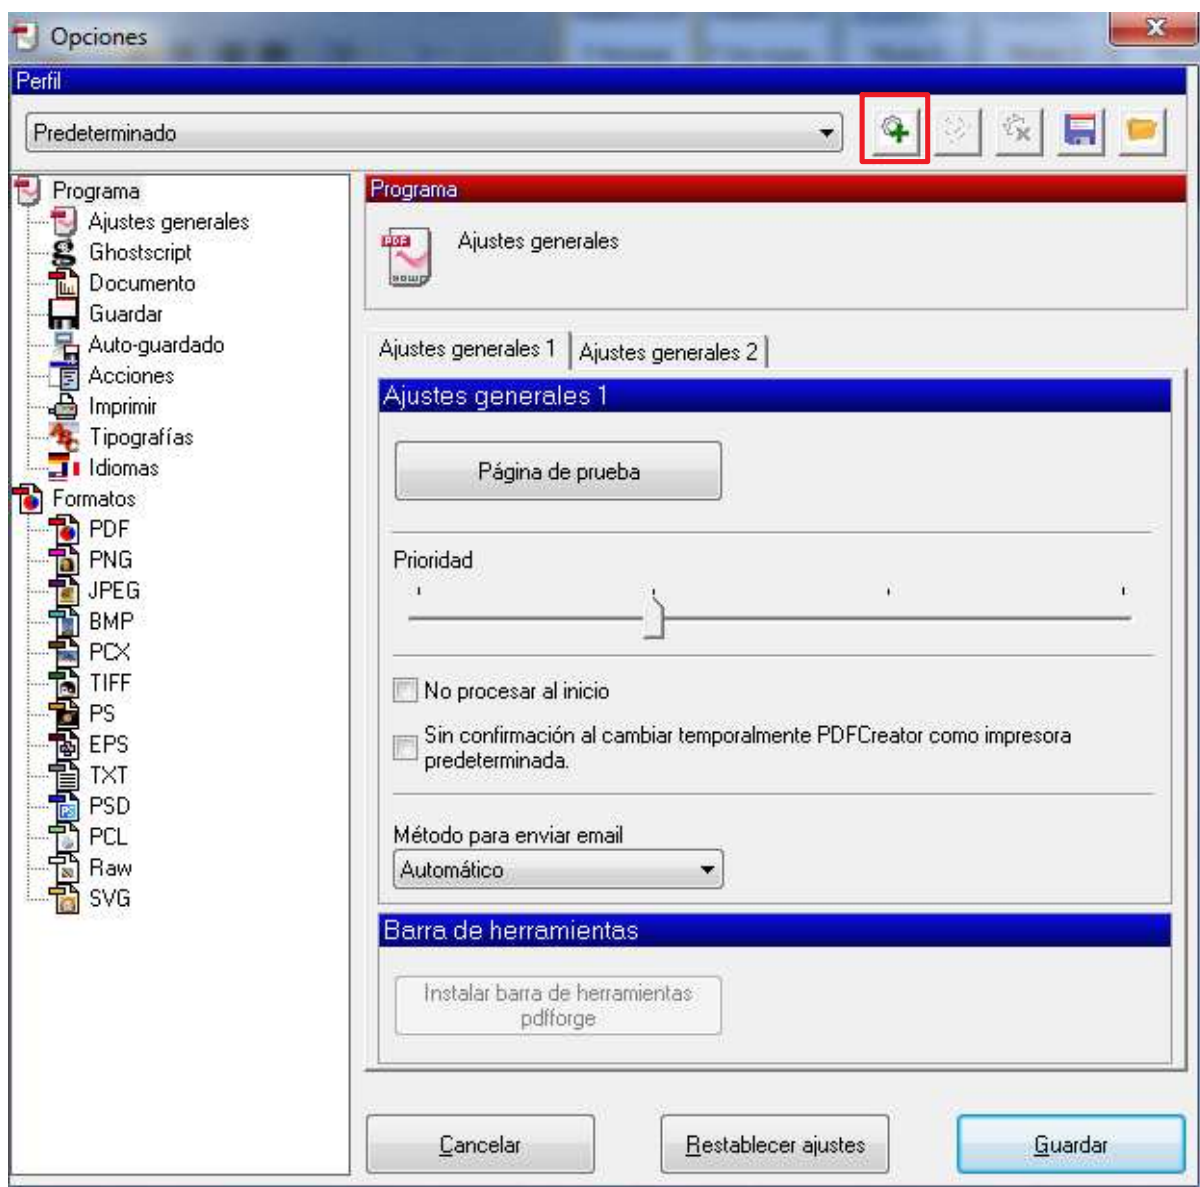 Opciones
Perfil
Predeterminado
Programa
Ajustes generales
Ghostscript
Documento
Guardar
Auto-guardado
Acciones
Imprimir
Tipografías
Idiomas
Formatos
PDF
PNG
JPEG
BMP
PCX
TIFF
PS
EPS
TXT
PSD
PCL
Raw
SVG
Programa
PDF
Ajustes generales
Ajustes generales 1
Ajustes generales 2
Ajustes generales 1
Página de prueba
Prioridad
No procesar al inicio
Sin confirmación al cambiar temporalmente PDFCreator como impresora
predeterminada.
Método para enviar email
Automático
Barra de herramientas
Instalar barra de herramientas
pdfforge
Cancelar
Restablecer ajustes
Guardar